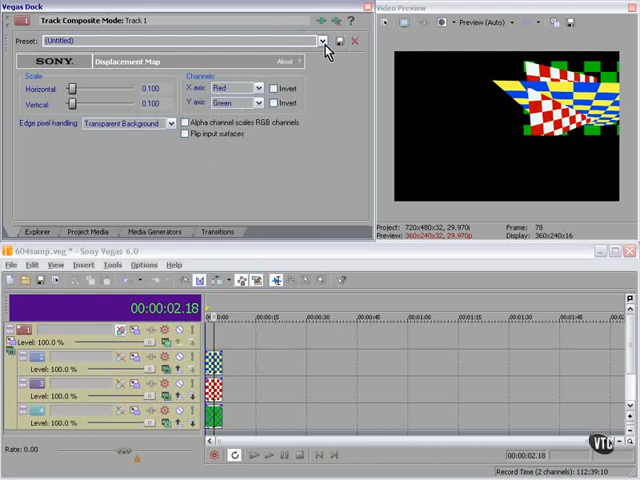 Vegas Dock
Track Composite Mode: Track 1
Preset: (Untitled)
SONY. Displacement Map About
Scale
Horizontal: 0.100
Vertical: 0.100
Channels
X axis: Red Invert
Y axis: Green Invert
Edge pixel handling: Transparent Background
Alpha channel scales RGB channels
Flip input surfaces
Explorer Project Media Media Generators Transitions
Video Preview
Preview (Auto)
Project: 720x480x32, 29.970i Frame: 78
Preview: 360x240x32, 29.970p Display: 360x240x16
604samp.veg * - Sony Vegas 6.0
File Edit View Insert Tools Options Help
00:00:02.18
00:00:15 00:00:30 00:00:45 00:01:00 00:01:15 00:01:30 00:01:45
1
Level: 100.0 %
2
Level: 100.0 %
3
Level: 100.0 %
4
Level: 100.0 %
Rate: 0.00
00:00:02.18
Record Time (2 channels): 112:39:10
VTC